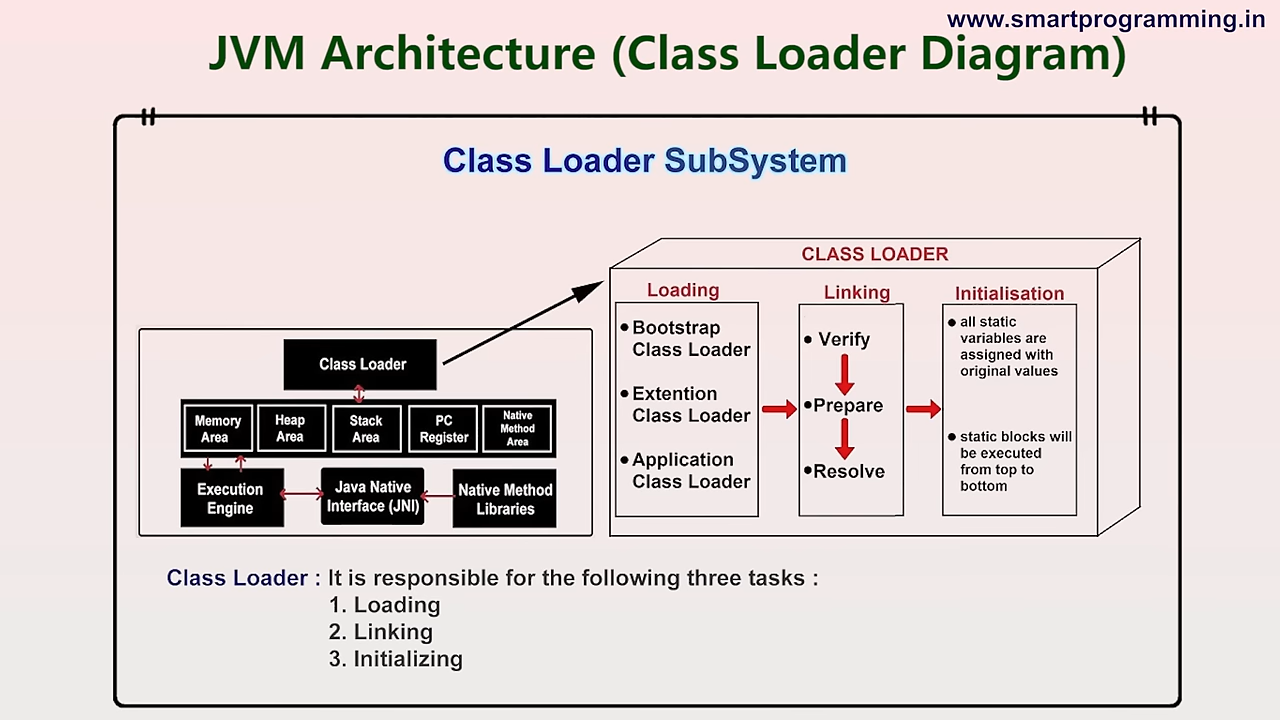 www.smartprogramming.in
JVM Architecture (Class Loader Diagram)
Class Loader SubSystem
CLASS LOADER
Loading
• Bootstrap
Class Loader
• Extention
Class Loader
• Application
Class Loader
Linking
• Verify
• Prepare
• Resolve
Initialisation
• all static
variables are
assigned with
original values
• static blocks will
be executed
from top to
bottom
Class Loader
Memory
Area
Heap
Area
Stack
Area
PC
Register
Native
Method
Area
Execution
Engine
Java Native
Interface (JNI)
Native Method
Libraries
Class Loader : It is responsible for the following three tasks :
1. Loading
2. Linking
3. Initializing